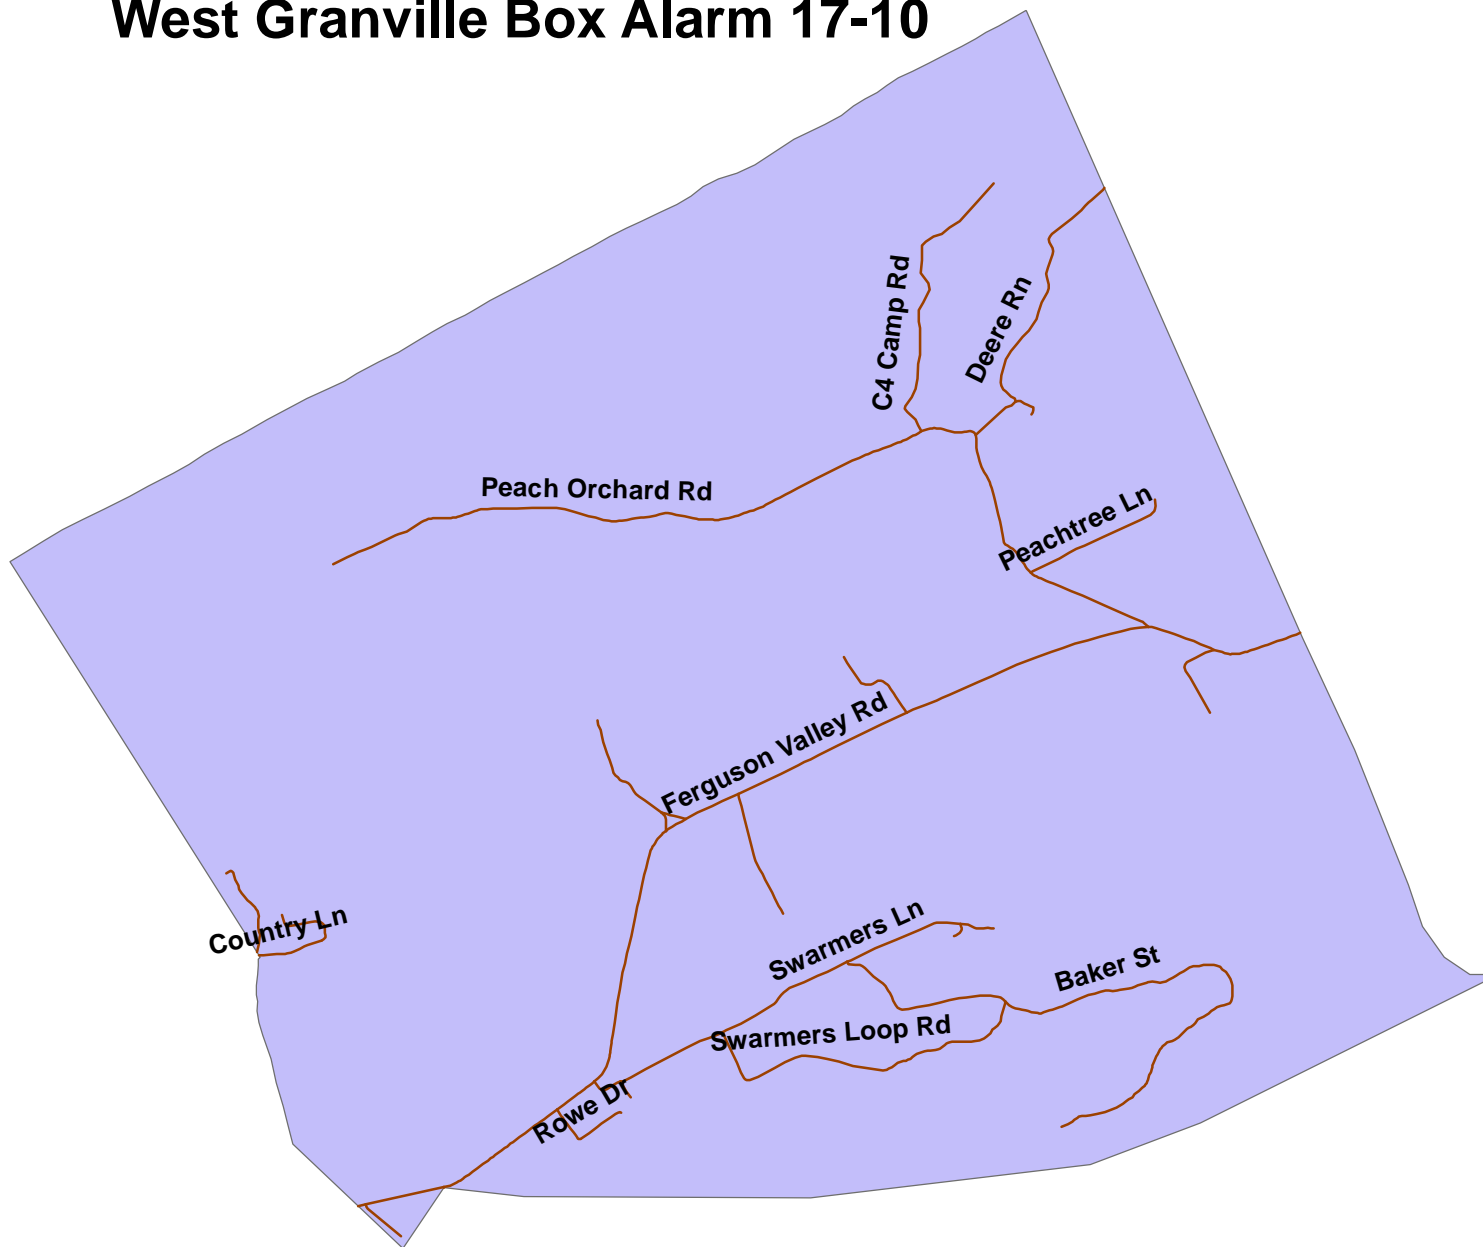 West Granville Box Alarm 17-10
C4 Camp Rd
Deere Rn
Peach Orchard Rd
Peachtree Ln
Ferguson Valley Rd
Country Ln
Swarmers Ln
Baker St
Swarmers Loop Rd
Rowe Dr